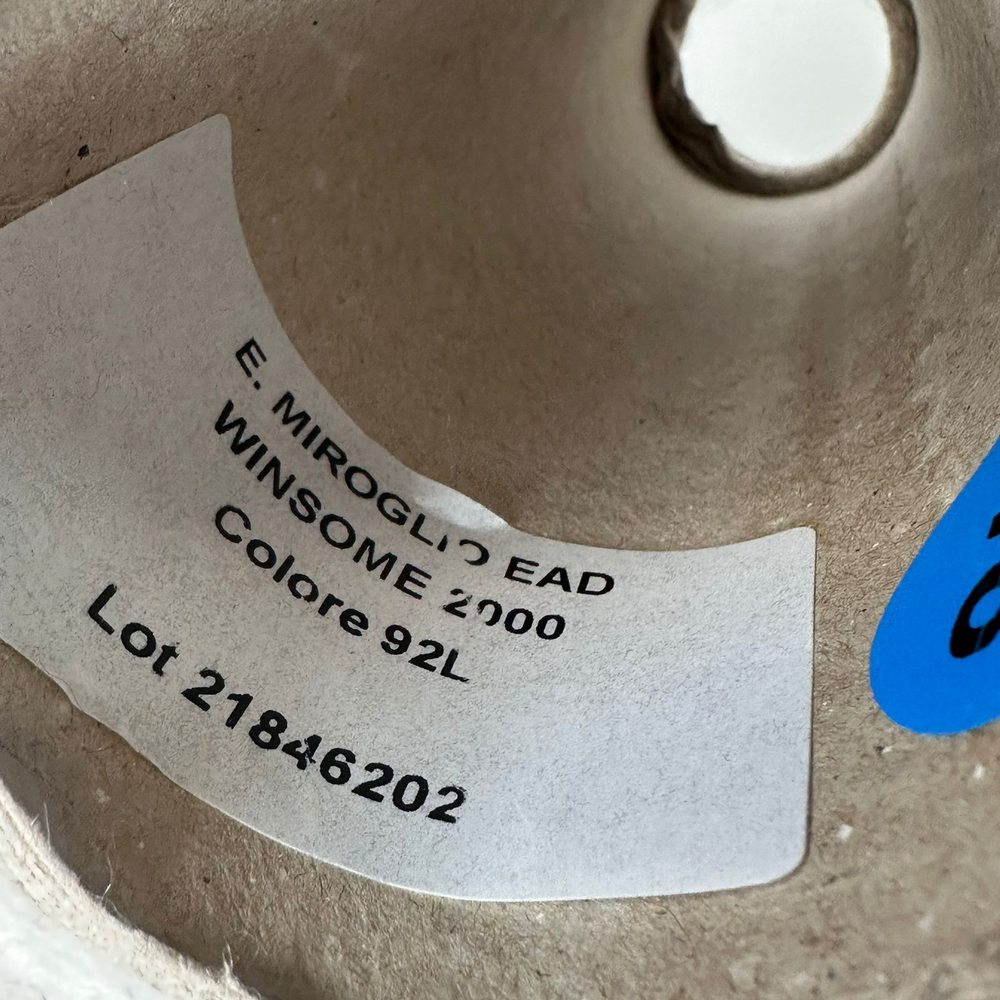 E. MIROGLIO EAD
WINSOME 2000
Colore 92L
Lot 21846202